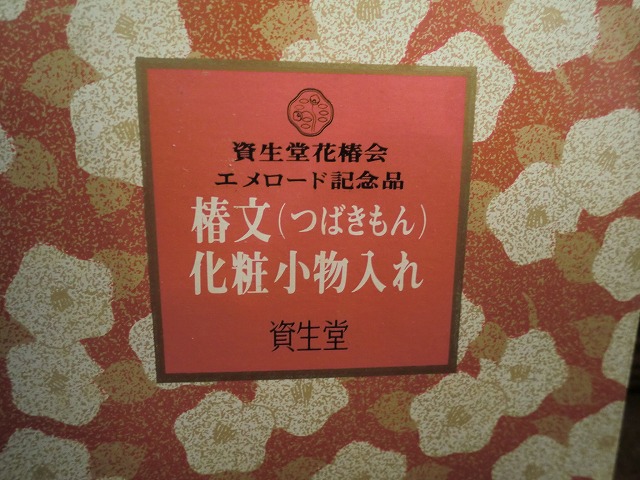 資生堂花椿会
エメロード記念品
椿文(つばきもん)
化粧小物入れ
資生堂